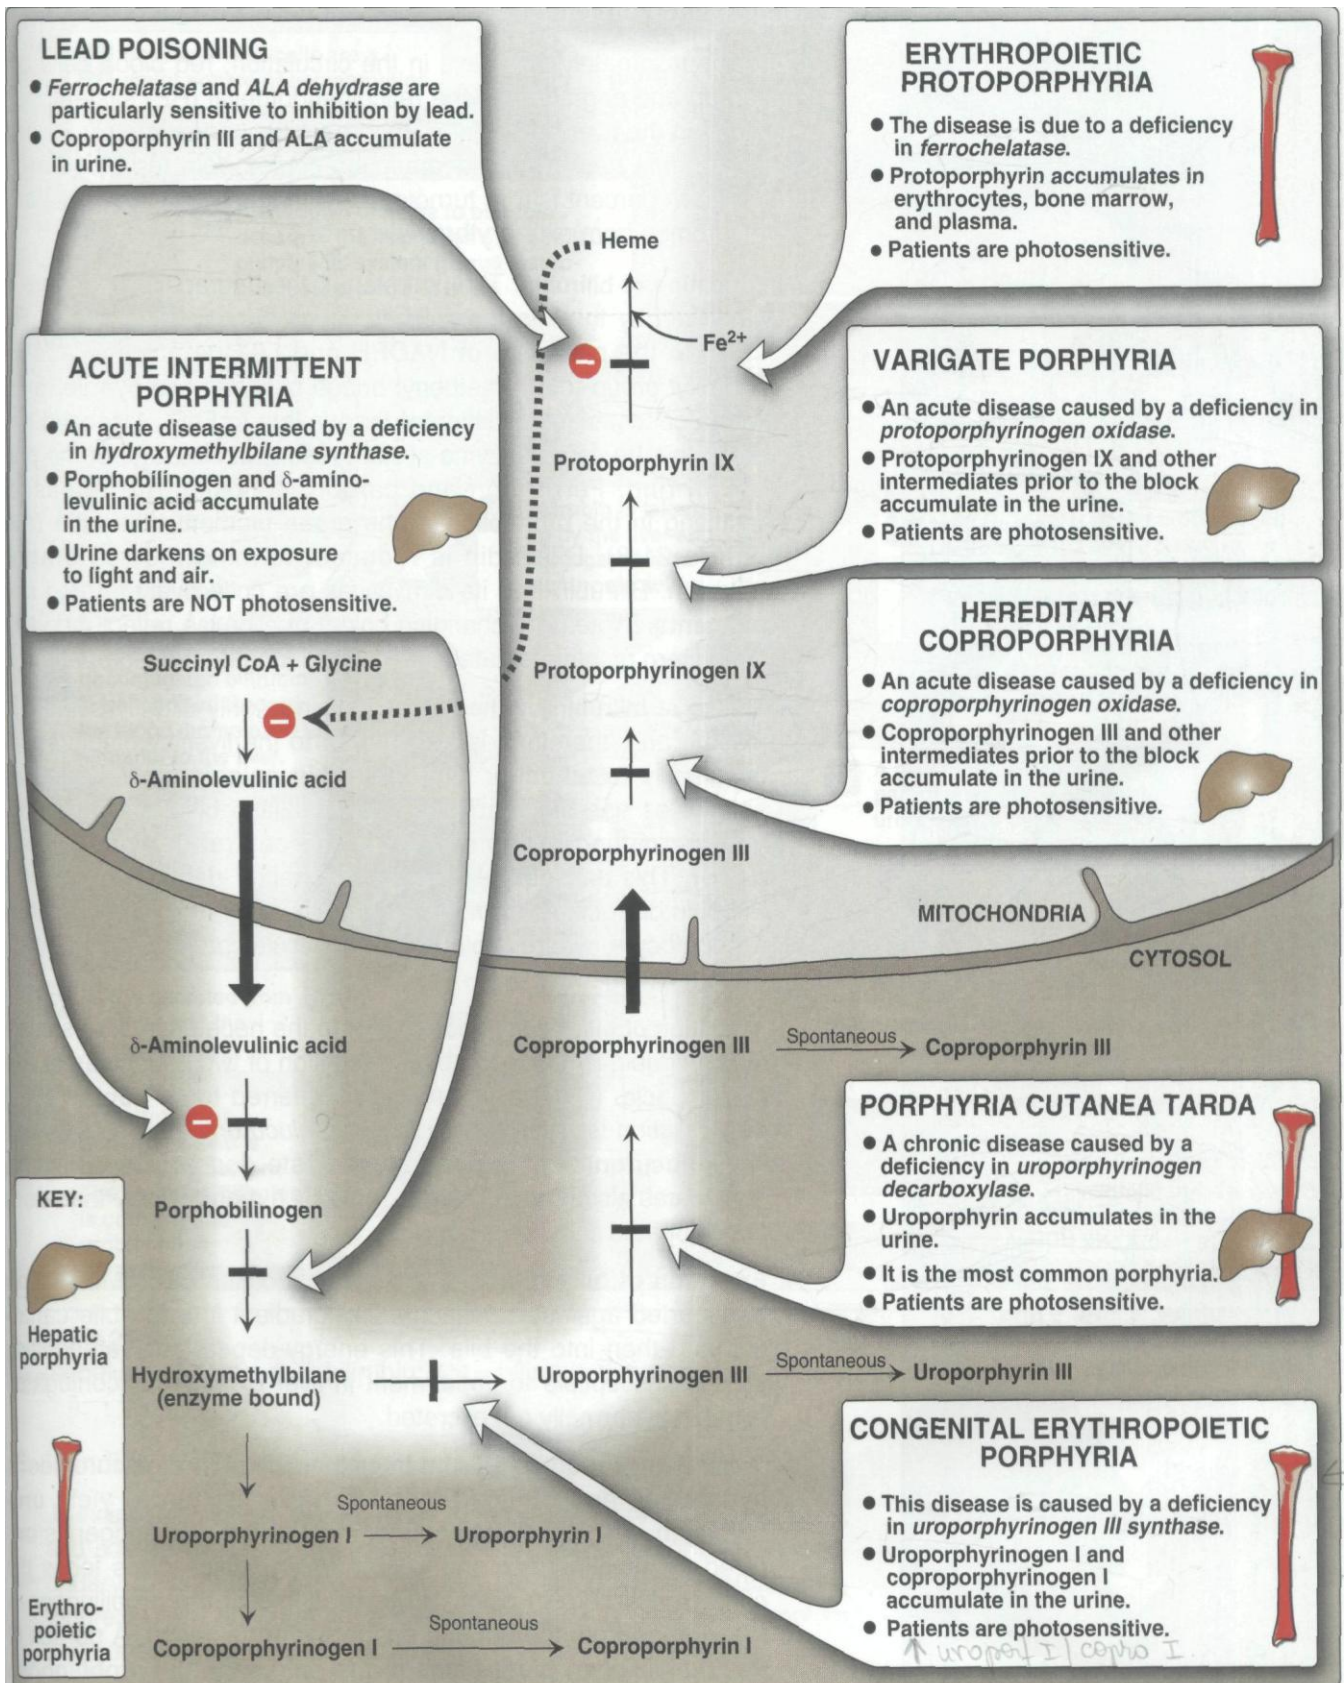 LEAD POISONING
● Ferrochelatase and ALA dehydrase are
particularly sensitive to inhibition by lead.
● Coproporphyrin III and ALA accumulate
in urine.
ERYTHROPOIETIC
PROTOPORPHYRIA
● The disease is due to a deficiency
in ferrochelatase.
● Protoporphyrin accumulates in
erythrocytes, bone marrow,
and plasma.
● Patients are photosensitive.
Heme
Fe2+
ACUTE INTERMITTENT
PORPHYRIA
● An acute disease caused by a deficiency
in hydroxymethylbilane synthase.
● Porphobilinogen and δ-amino-
levulinic acid accumulate
in the urine.
● Urine darkens on exposure
to light and air.
● Patients are NOT photosensitive.
VARIGATE PORPHYRIA
● An acute disease caused by a deficiency in
protoporphyrinogen oxidase.
● Protoporphyrinogen IX and other
intermediates prior to the block
accumulate in the urine.
● Patients are photosensitive.
Protoporphyrin IX
HEREDITARY
COPROPORPHYRIA
● An acute disease caused by a deficiency in
coproporphyrinogen oxidase.
● Coproporphyrinogen III and other
intermediates prior to the block
accumulate in the urine.
● Patients are photosensitive.
Succinyl CoA + Glycine
Protoporphyrinogen IX
δ-Aminolevulinic acid
Coproporphyrinogen III
MITOCHONDRIA
CYTOSOL
δ-Aminolevulinic acid
Coproporphyrinogen III
Spontaneous
Coproporphyrin III
PORPHYRIA CUTANEA TARDA
● A chronic disease caused by a
deficiency in uroporphyrinogen
decarboxylase.
● Uroporphyrin accumulates in the
urine.
● It is the most common porphyria.
● Patients are photosensitive.
KEY:
Hepatic
porphyria
Erythro-
poietic
porphyria
Porphobilinogen
Hydroxymethylbilane
(enzyme bound)
Uroporphyrinogen III
Spontaneous
Uroporphyrin III
CONGENITAL ERYTHROPOIETIC
PORPHYRIA
● This disease is caused by a deficiency
in uroporphyrinogen III synthase.
● Uroporphyrinogen I and
coproporphyrinogen I
accumulate in the urine.
● Patients are photosensitive.
Uroporphyrinogen I
Spontaneous
Uroporphyrin I
Coproporphyrinogen I
Spontaneous
Coproporphyrin I